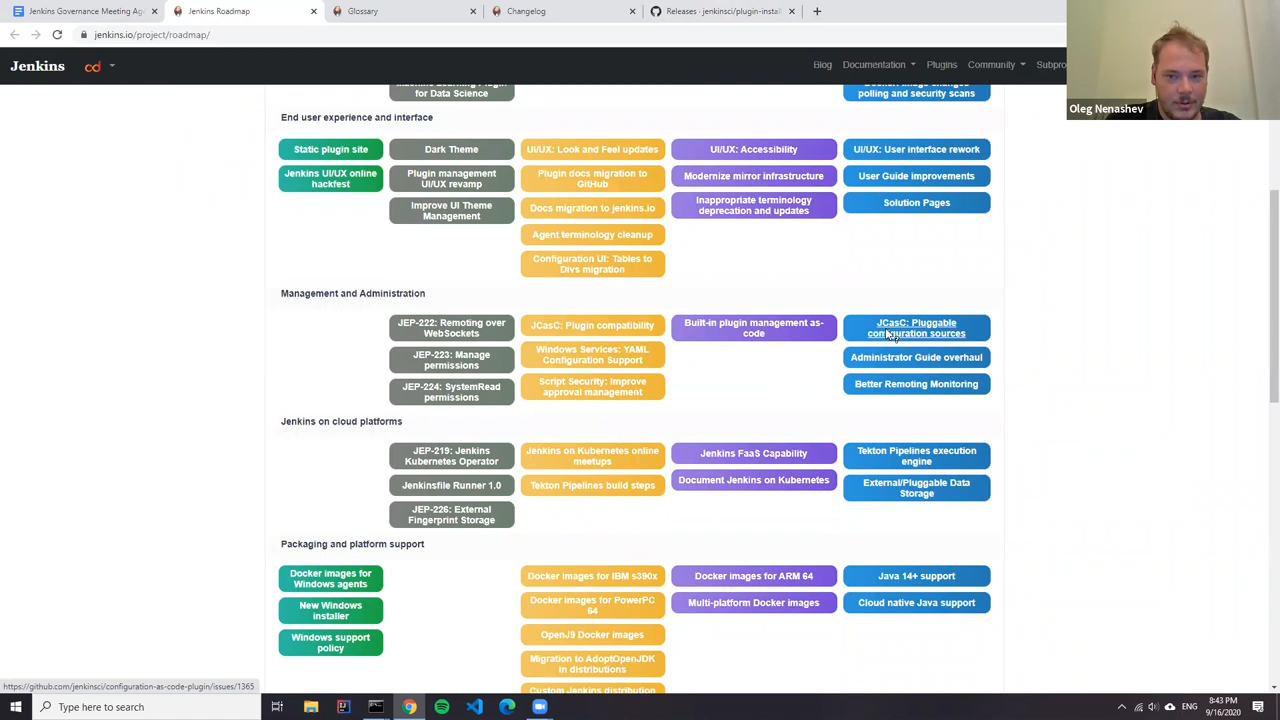 Jenkins Governance Meeting Ag
Jenkins Roadmap
Glossary
Changelog
Releases · jenkinsci/plugin-install
jenkins.io/project/roadmap/
Jenkins
cd
Blog
Documentation
Plugins
Community
Subpro
Oleg Nenashev
for Data Science
polling and security scans
End user experience and interface
Static plugin site
Dark Theme
UI/UX: Look and Feel updates
UI/UX: Accessibility
UI/UX: User interface rework
Jenkins UI/UX online
hackfest
Plugin management
UI/UX revamp
Plugin docs migration to
GitHub
Modernize mirror infrastructure
User Guide improvements
Improve UI Theme
Management
Docs migration to jenkins.io
Inappropriate terminology
deprecation and updates
Solution Pages
Agent terminology cleanup
Configuration UI: Tables to
Divs migration
Management and Administration
JEP-222: Remoting over
WebSockets
JCasC: Plugin compatibility
Built-in plugin management as-
code
JCasC: Pluggable
configuration sources
JEP-223: Manage
permissions
Windows Services: YAML
Configuration Support
Administrator Guide overhaul
JEP-224: SystemRead
permissions
Script Security: Improve
approval management
Better Remoting Monitoring
Jenkins on cloud platforms
JEP-219: Jenkins
Kubernetes Operator
Jenkins on Kubernetes online
meetups
Jenkins FaaS Capability
Tekton Pipelines execution
engine
Jenkinsfile Runner 1.0
Tekton Pipelines build steps
Document Jenkins on Kubernetes
External/Pluggable Data
Storage
JEP-226: External
Fingerprint Storage
Packaging and platform support
Docker images for
Windows agents
Docker images for IBM s390x
Docker images for ARM 64
Java 14+ support
New Windows
installer
Docker images for PowerPC
64
Multi-platform Docker images
Cloud native Java support
Windows support
policy
OpenJ9 Docker images
Migration to AdoptOpenJDK
in distributions
Custom Jenkins distribution
https://github.com/jenkinsci/configuration-as-code-plugin/issues/1365
Type here to search
ENG
8:43 PM
9/16/2020